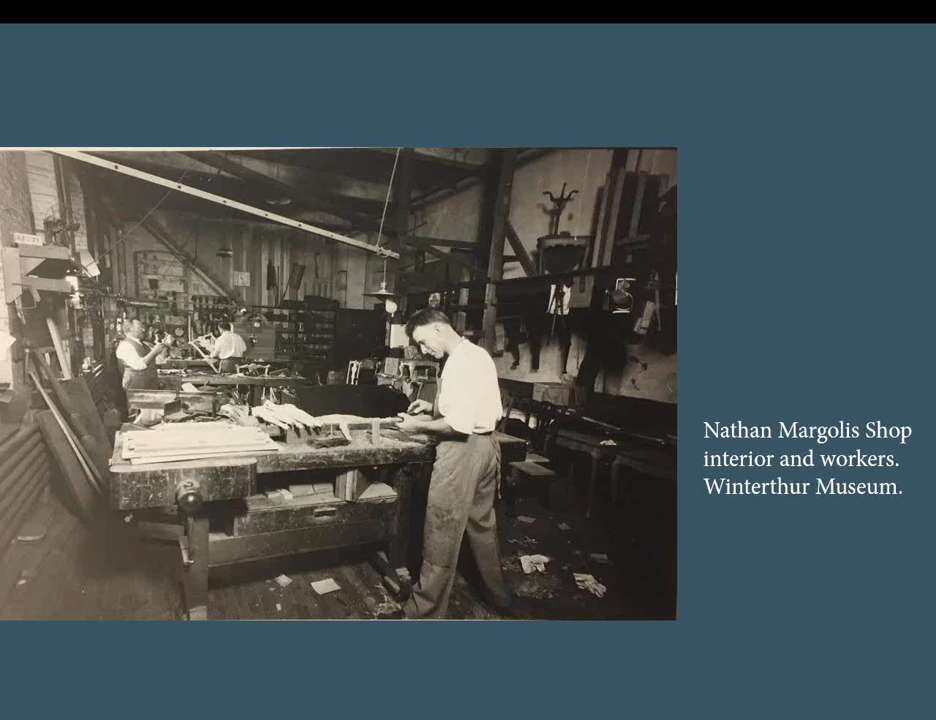 Nathan Margolis Shop
interior and workers.
Winterthur Museum.